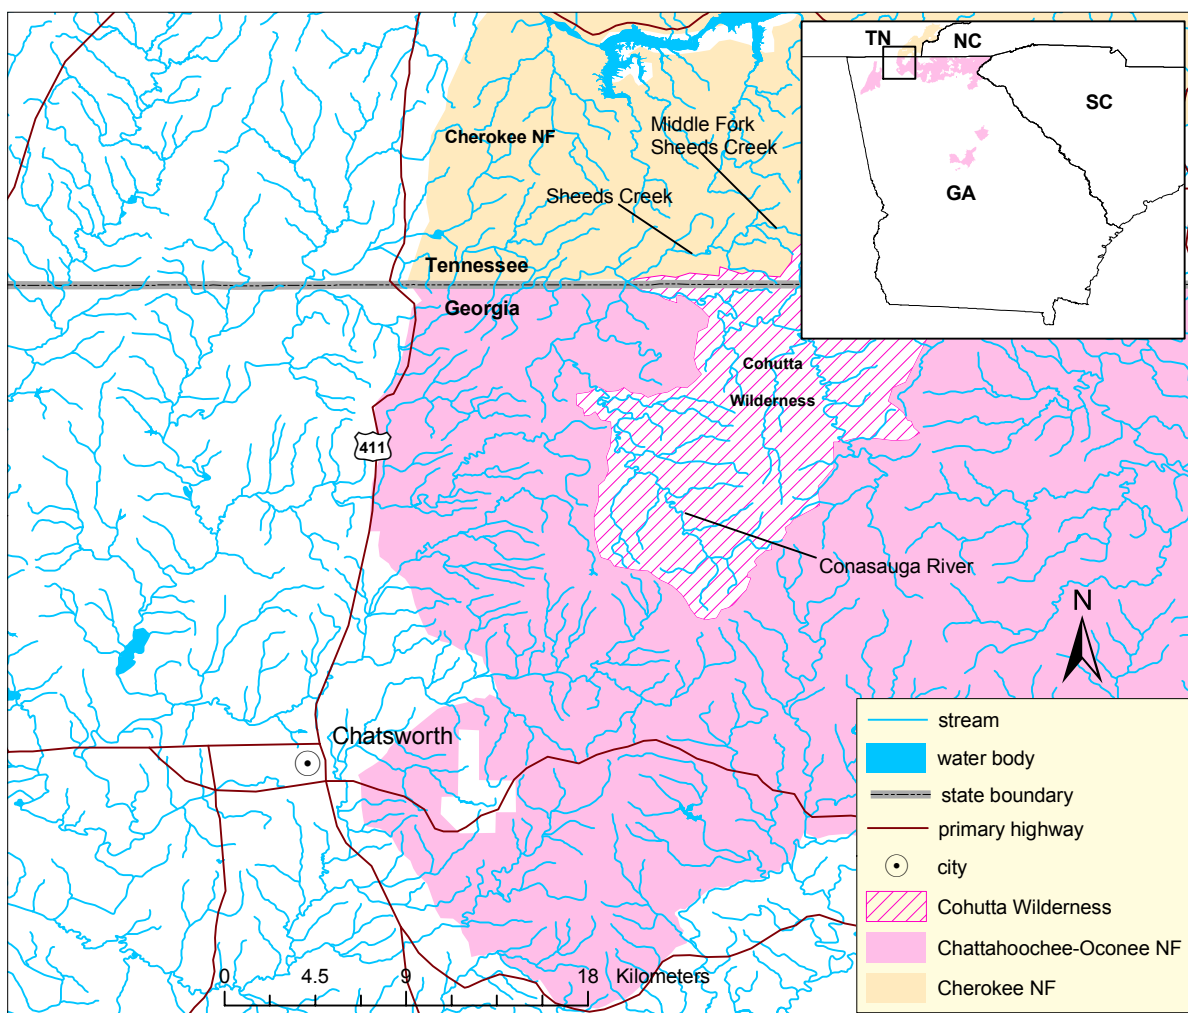 TN
NC
SC
GA
Cherokee NF
Middle Fork
Sheeds Creek
Sheeds Creek
Tennessee
Georgia
Cohutta
Wilderness
411
Conasauga River
N
Chatsworth
stream
water body
state boundary
primary highway
city
Cohutta Wilderness
Chattahoochee-Oconee NF
Cherokee NF
0 4.5 9 18 Kilometers